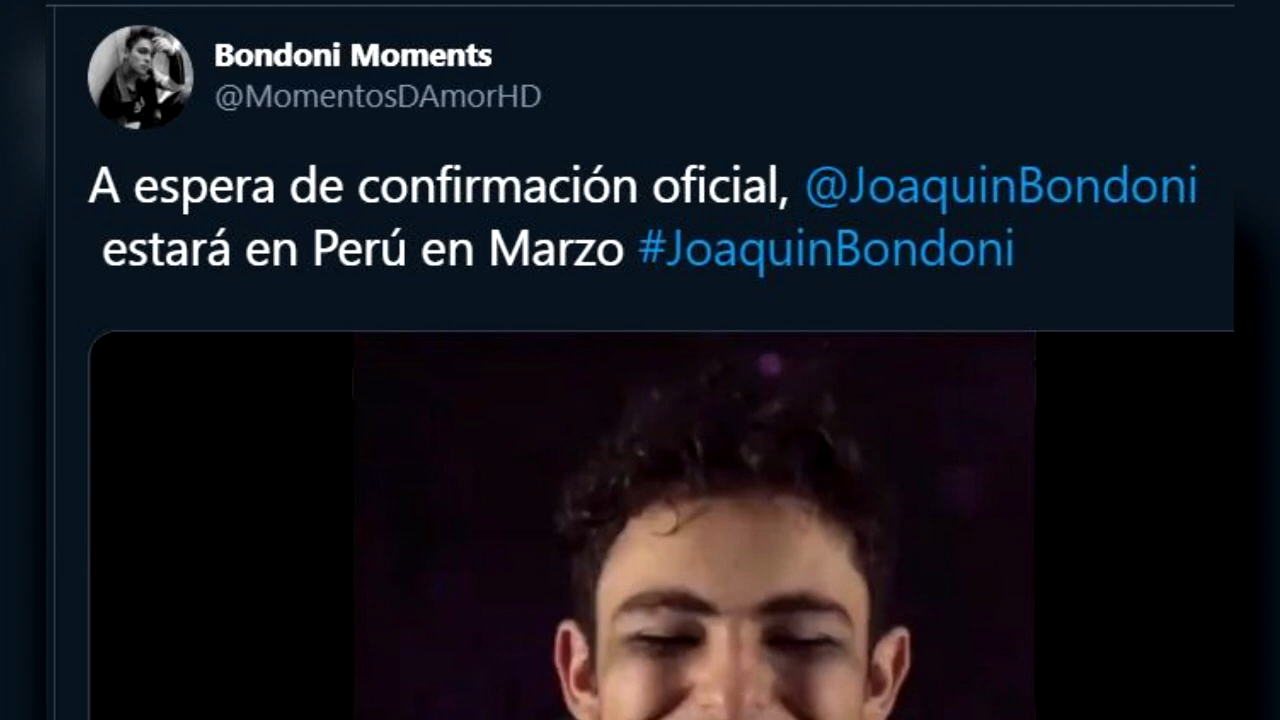 Bondoni Moments
@MomentosDAmorHD
A espera de confirmación oficial, @JoaquinBondoni
estará en Perú en Marzo #JoaquinBondoni